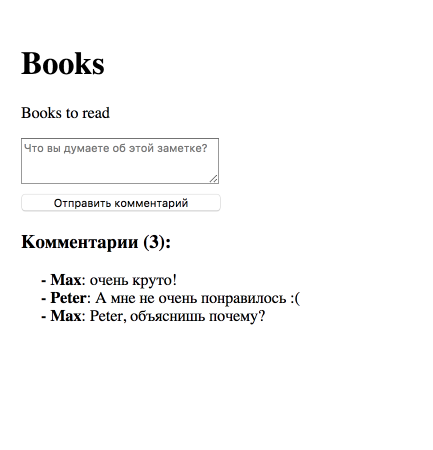 Books
Books to read
Что вы думаете об этой заметке?
Отправить комментарий
Комментарии (3):
- Max: очень круто!
- Peter: А мне не очень понравилось :(
- Max: Peter, объяснишь почему?